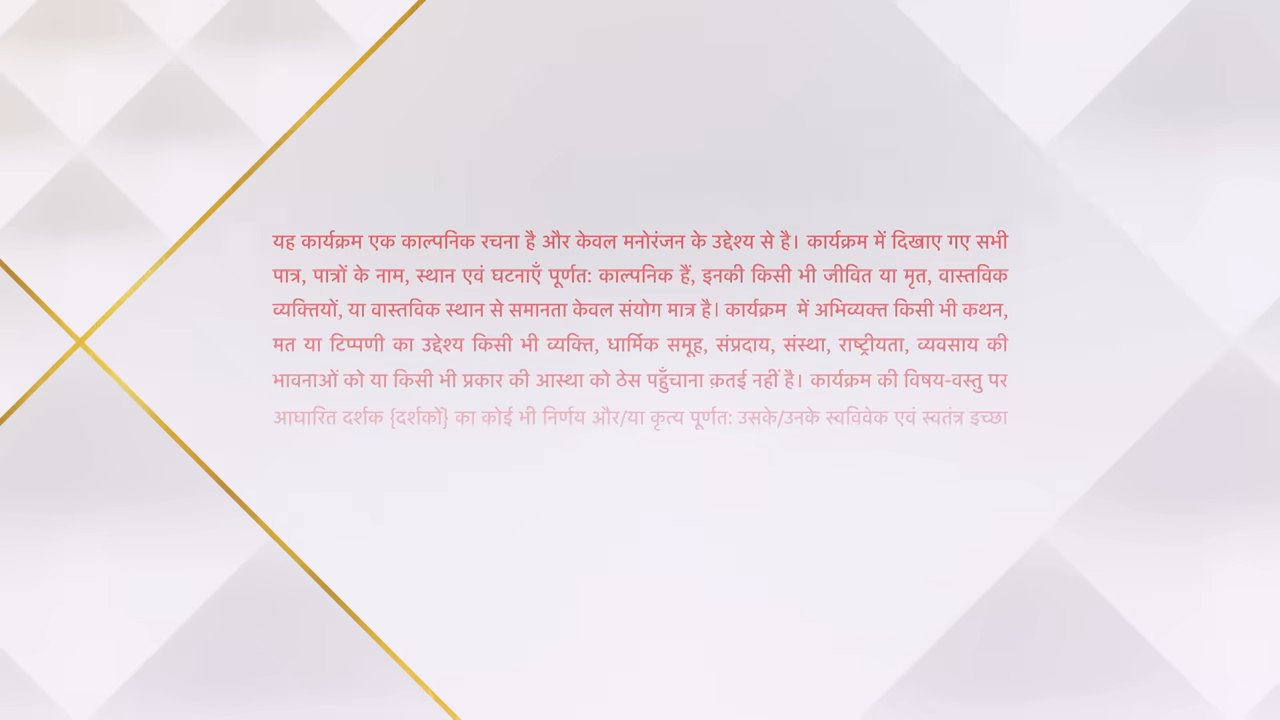 यह कार्यक्रम एक काल्पनिक रचना है और केवल मनोरंजन के उद्देश्य से है। कार्यक्रम में दिखाए गए सभी
पात्र, पात्रों के नाम, स्थान एवं घटनाएँ पूर्णत: काल्पनिक हैं, इनकी किसी भी जीवित या मृत, वास्तविक
व्यक्तियों, या वास्तविक स्थान से समानता केवल संयोग मात्र है। कार्यक्रम में अभिव्यक्त किसी भी कथन,
मत या टिप्पणी का उद्देश्य किसी भी व्यक्ति, धार्मिक समूह, संप्रदाय, संस्था, राष्ट्रीयता, व्यवसाय की
भावनाओं को या किसी भी प्रकार की आस्था को ठेस पहुँचाना क़तई नहीं है। कार्यक्रम की विषय-वस्तु पर
आधारित दर्शक {दर्शकों} का कोई भी निर्णय और/या कृत्य पूर्णत: उसके/उनके स्वविवेक एवं स्वतंत्र इच्छा